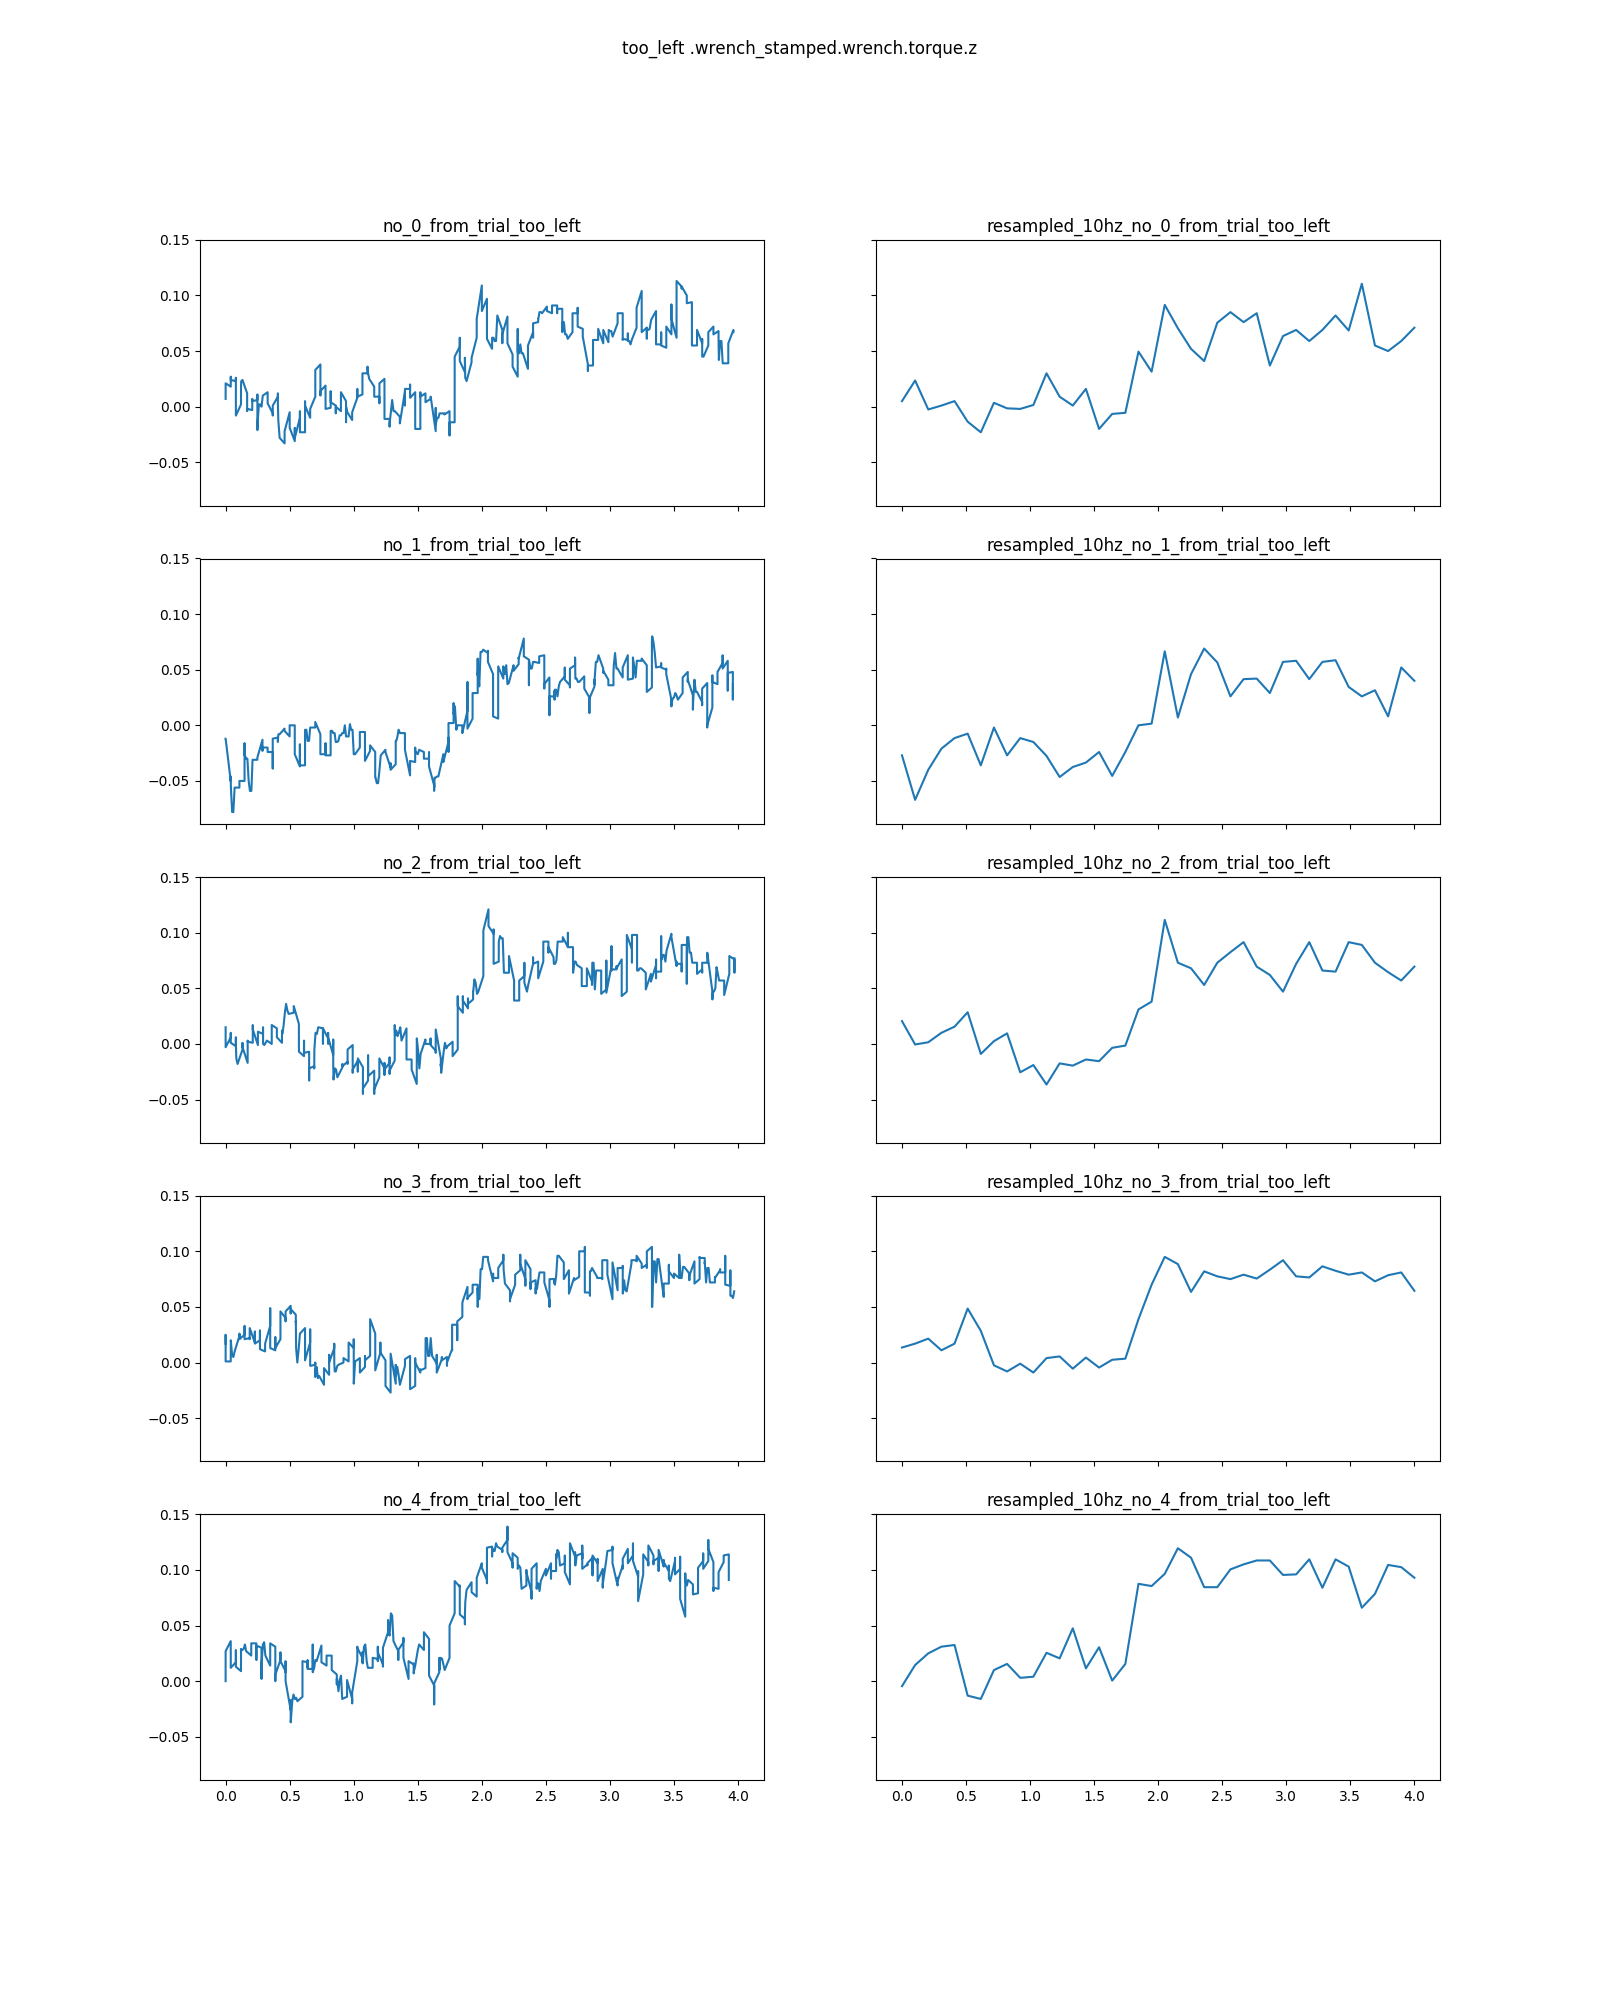 too_left .wrench_stamped.wrench.torque.z
no_0_from_trial_too_left
resampled_10hz_no_0_from_trial_too_left
0.15
0.10
0.05
0.00
−0.05
no_1_from_trial_too_left
resampled_10hz_no_1_from_trial_too_left
0.15
0.10
0.05
0.00
−0.05
no_2_from_trial_too_left
resampled_10hz_no_2_from_trial_too_left
0.15
0.10
0.05
0.00
−0.05
no_3_from_trial_too_left
resampled_10hz_no_3_from_trial_too_left
0.15
0.10
0.05
0.00
−0.05
no_4_from_trial_too_left
resampled_10hz_no_4_from_trial_too_left
0.15
0.10
0.05
0.00
−0.05
0.0 0.5 1.0 1.5 2.0 2.5 3.0 3.5 4.0
0.0 0.5 1.0 1.5 2.0 2.5 3.0 3.5 4.0